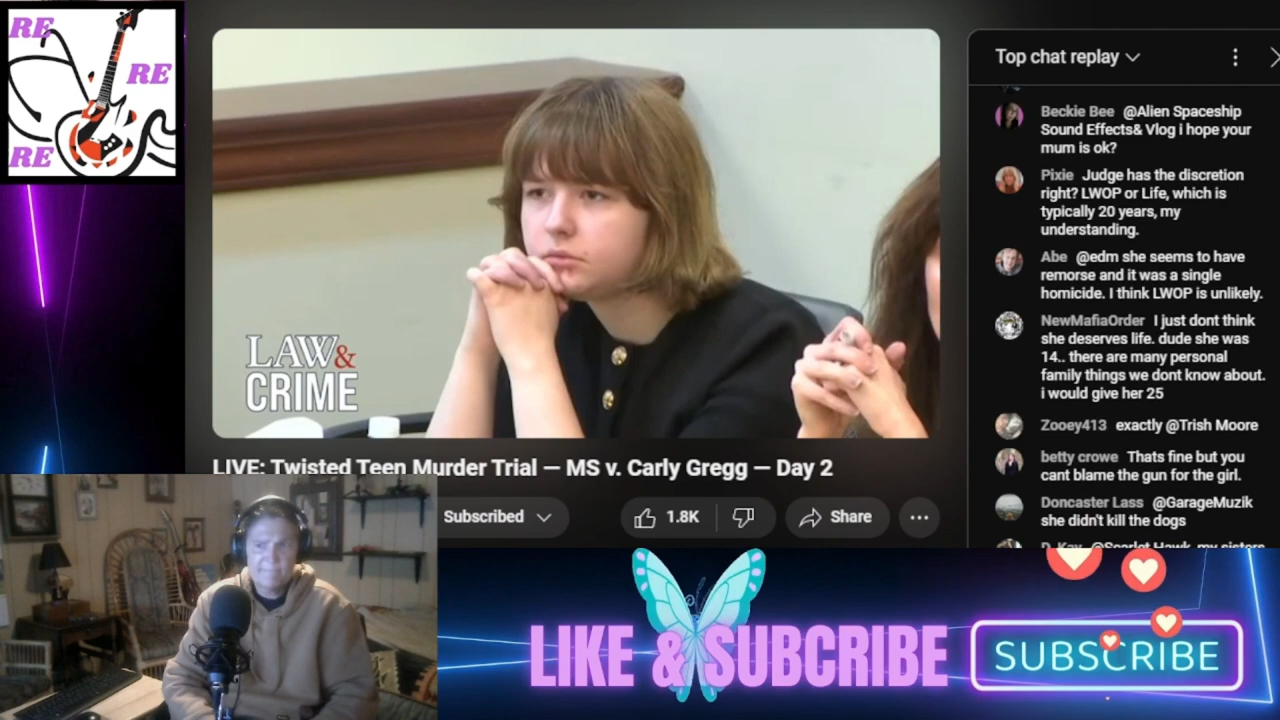 RE
RE
RE
LAW&
CRIME
LIVE: Twisted Teen Murder Trial — MS v. Carly Gregg — Day 2
Subscribed
1.8K
Share
Top chat replay
Beckie Bee @Alien Spaceship
Sound Effects& Vlog i hope your
mum is ok?
Pixie Judge has the discretion
right? LWOP or Life, which is
typically 20 years, my
understanding.
Abe @edm she seems to have
remorse and it was a single
homicide. I think LWOP is unlikely.
NewMafiaOrder I just dont think
she deserves life. dude she was
14.. there are many personal
family things we dont know about.
i would give her 25
Zooey413 exactly @Trish Moore
betty crowe Thats fine but you
cant blame the gun for the girl.
Doncaster Lass @GarageMuzik
she didn't kill the dogs
D. Kay @Scarlet Hawk my sisters
LIKE & SUBCRIBE
SUBSCRIBE